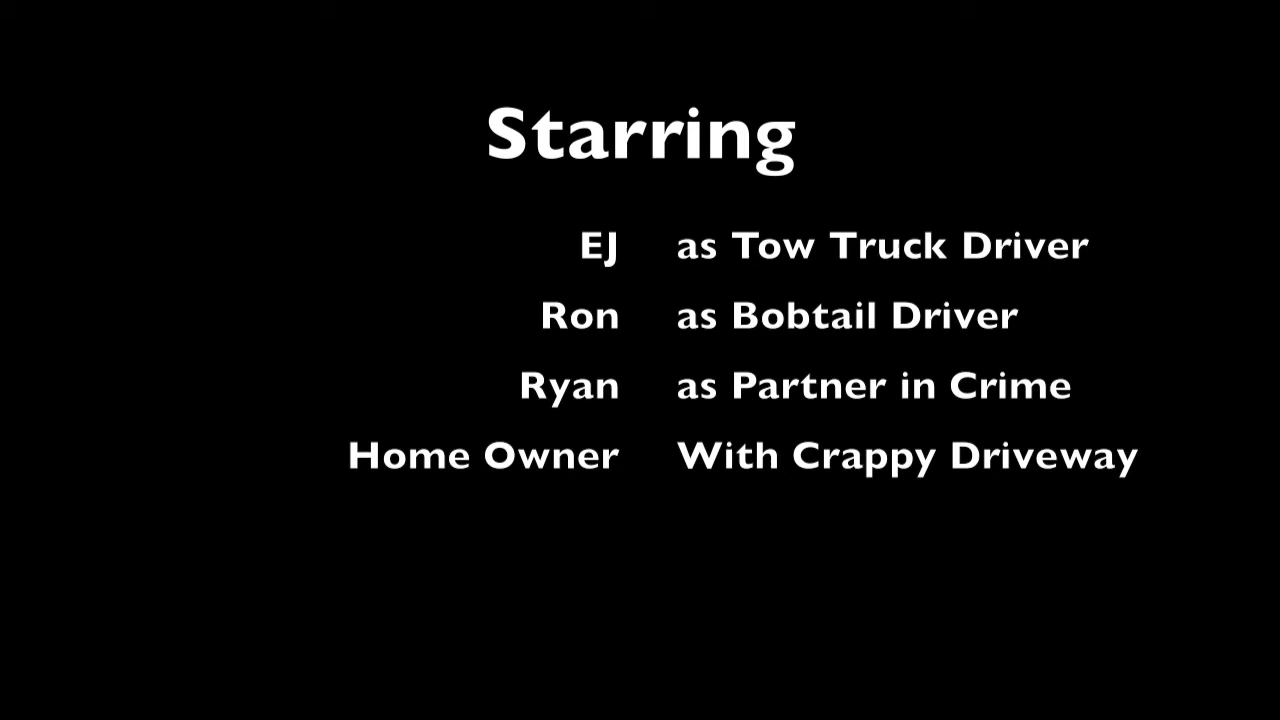 Starring
EJ as Tow Truck Driver
Ron as Bobtail Driver
Ryan as Partner in Crime
Home Owner With Crappy Driveway